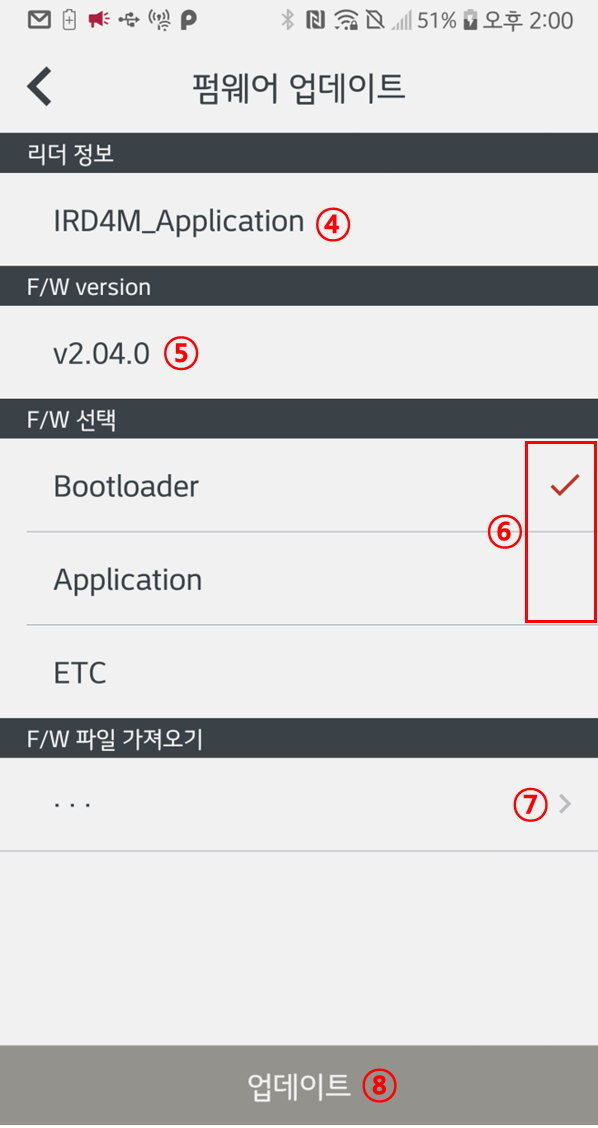 51% 오후 2:00
펌웨어 업데이트
리더 정보
IRD4M_Application ④
F/W version
v2.04.0 ⑤
F/W 선택
Bootloader
⑥
Application
ETC
F/W 파일 가져오기
... ⑦
업데이트 ⑧